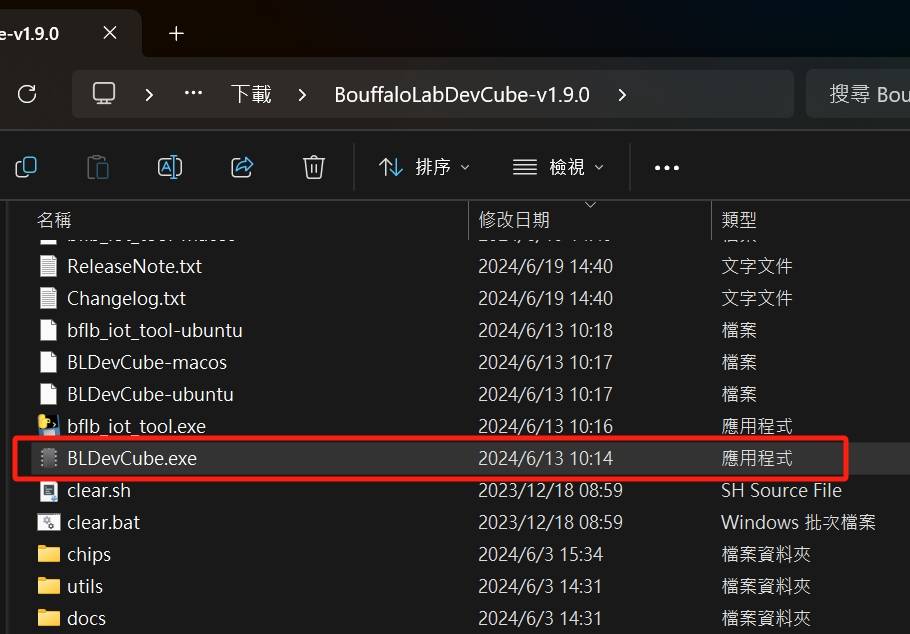 e-v1.9.0
下載 BouffaloLabDevCube-v1.9.0 搜尋 Bou
排序 檢視
名稱 修改日期 類型
ReleaseNote.txt 2024/6/19 14:40 文字文件
Changelog.txt 2024/6/19 14:40 文字文件
bflb_iot_tool-ubuntu 2024/6/13 10:18 檔案
BLDevCube-macos 2024/6/13 10:17 檔案
BLDevCube-ubuntu 2024/6/13 10:17 檔案
bflb_iot_tool.exe 2024/6/13 10:16 應用程式
BLDevCube.exe 2024/6/13 10:14 應用程式
clear.sh 2023/12/18 08:59 SH Source File
clear.bat 2023/12/18 08:59 Windows 批次檔案
chips 2024/6/3 15:34 檔案資料夾
utils 2024/6/3 14:31 檔案資料夾
docs 2024/6/3 14:31 檔案資料夾